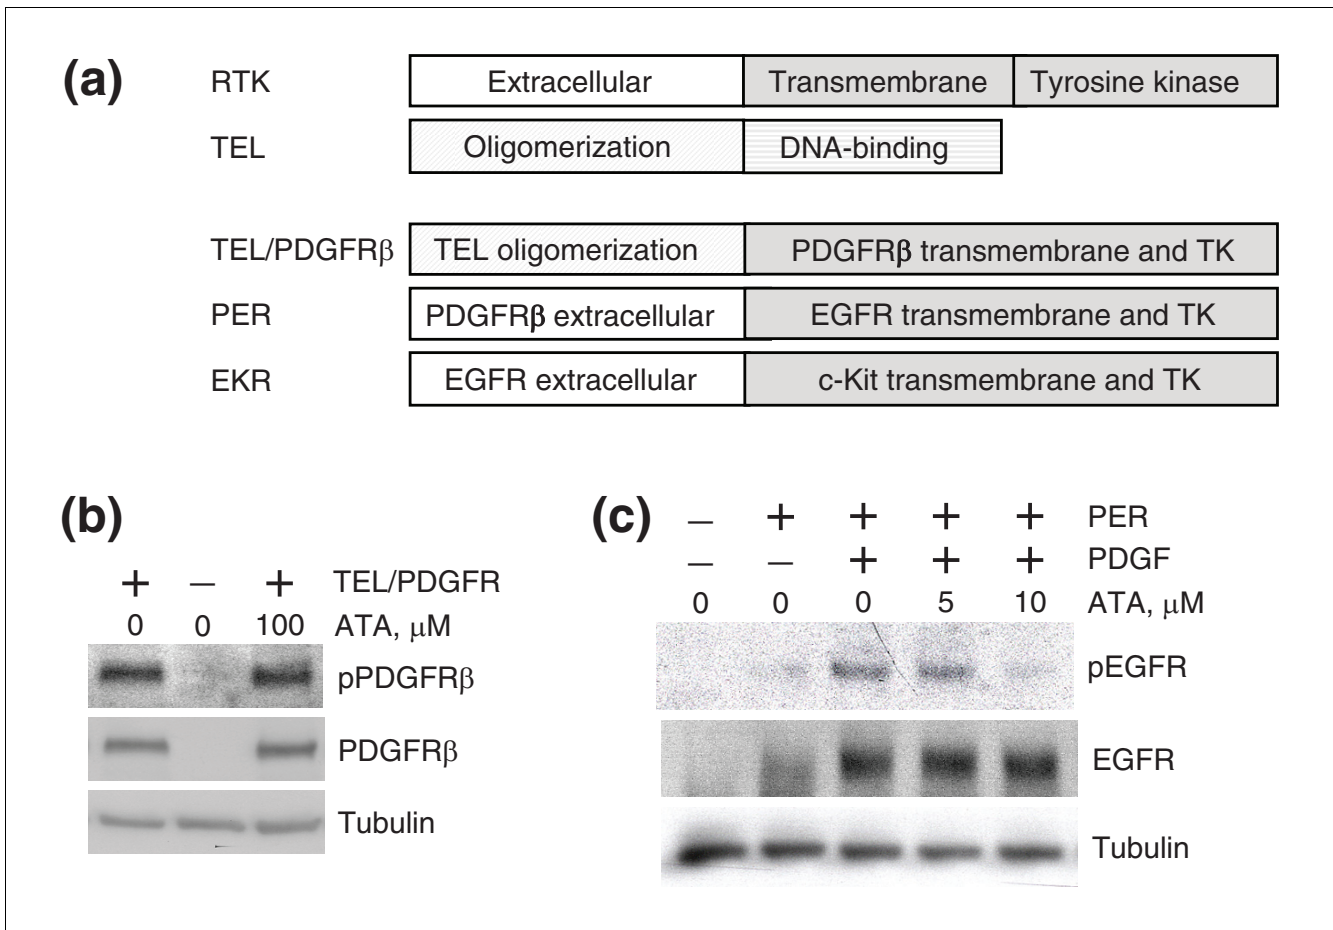 (a)
RTK Extracellular Transmembrane Tyrosine kinase
TEL Oligomerization DNA-binding
TEL/PDGFRβ TEL oligomerization PDGFRβ transmembrane and TK
PER PDGFRβ extracellular EGFR transmembrane and TK
EKR EGFR extracellular c-Kit transmembrane and TK
(b)
+ – + TEL/PDGFR
0 0 100 ATA, μM
pPDGFRβ
PDGFRβ
Tubulin
(c)
– + + + + PER
– – + + + PDGF
0 0 0 5 10 ATA, μM
pEGFR
EGFR
Tubulin